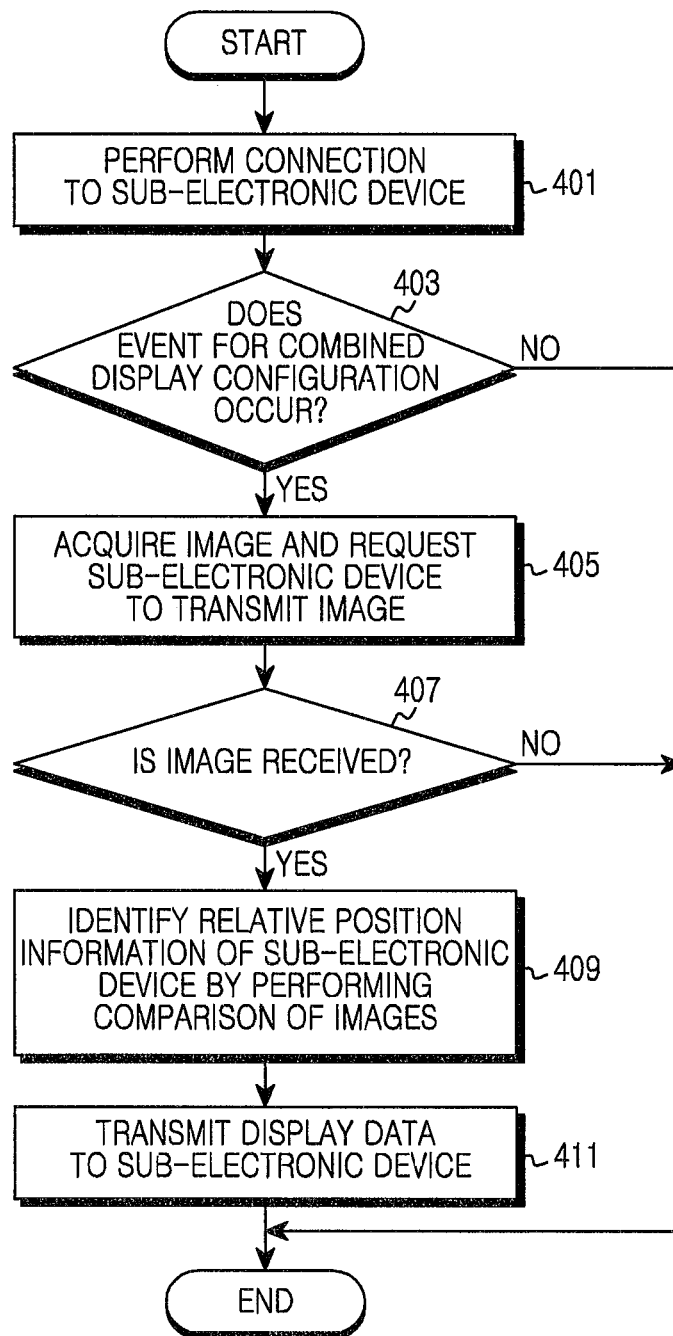 START
PERFORM CONNECTION
TO SUB-ELECTRONIC DEVICE
401
403
DOES
EVENT FOR COMBINED
DISPLAY CONFIGURATION
OCCUR?
NO
YES
ACQUIRE IMAGE AND REQUEST
SUB-ELECTRONIC DEVICE
TO TRANSMIT IMAGE
405
407
IS IMAGE RECEIVED?
NO
YES
IDENTIFY RELATIVE POSITION
INFORMATION OF SUB-ELECTRONIC
DEVICE BY PERFORMING
COMPARISON OF IMAGES
409
TRANSMIT DISPLAY DATA
TO SUB-ELECTRONIC DEVICE
411
END